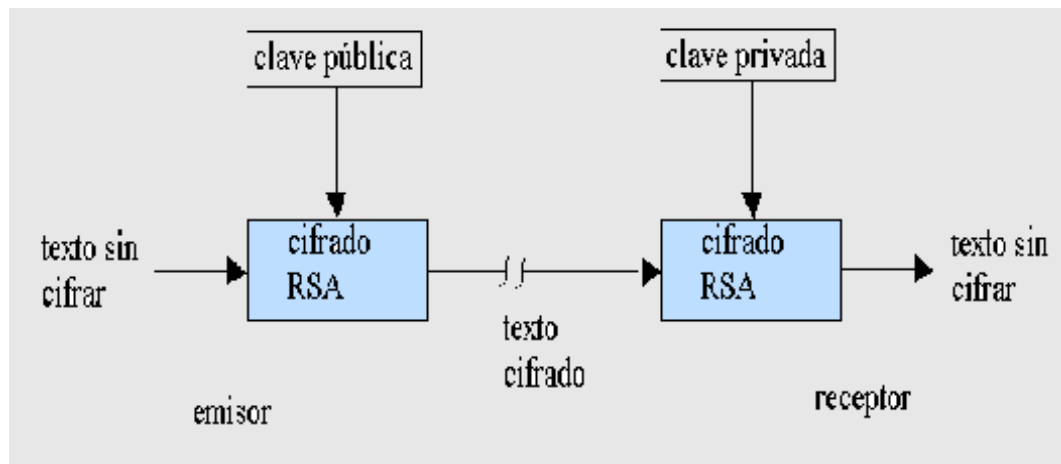 clave pública
clave privada
texto sin
cifrar
cifrado
RSA
texto
cifrado
cifrado
RSA
texto sin
cifrar
emisor
receptor